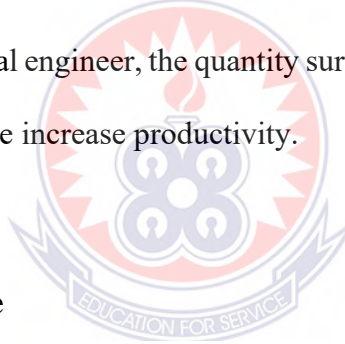 al engineer, the quantity sur
e increase productivity.
e
EDUCATION FOR SERVICE